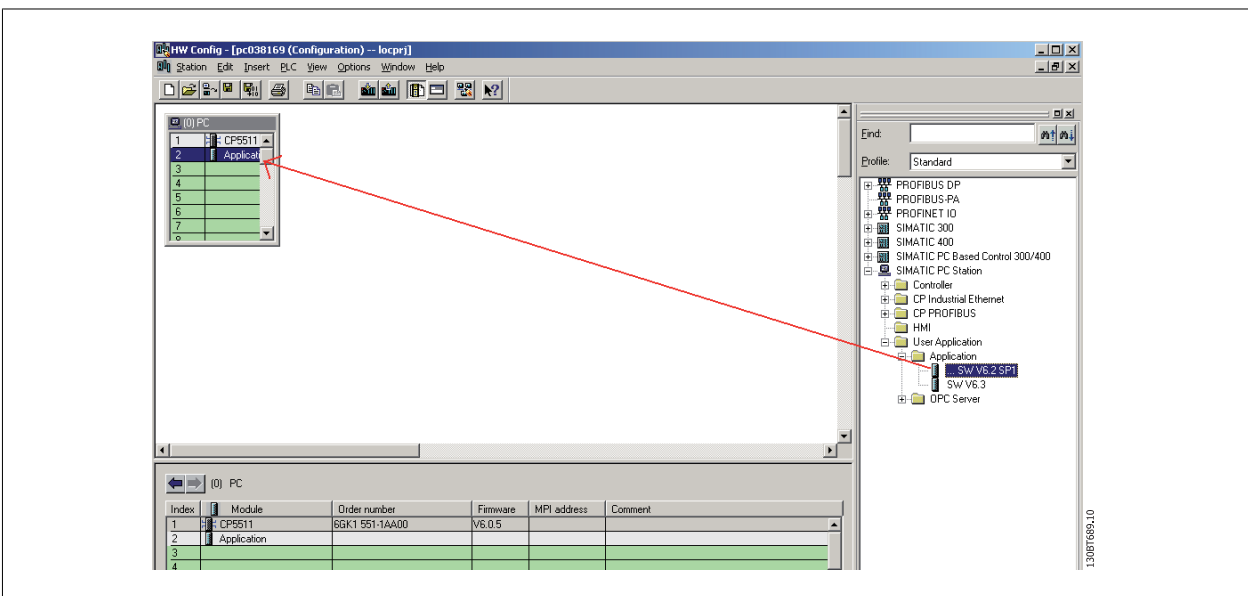 HW Config - [pc038169 (Configuration) -- locprj]
Station Edit Insert PLC View Options Window Help
(0) PC
1 CP5511
2 Applicati
3
4
5
6
7
Find:
Profile: Standard
PROFIBUS DP
PROFIBUS-PA
PROFINET IO
SIMATIC 300
SIMATIC 400
SIMATIC PC Based Control 300/400
SIMATIC PC Station
Controller
CP Industrial Ethernet
CP PROFIBUS
HMI
User Application
Application
... SW V6.2 SP1
SW V6.3
OPC Server
(0) PC
Index Module Order number Firmware MPI address Comment
1 CP5511 6GK1 551-1AA00 V6.0.5
2 Application
3
4
130BT689.10